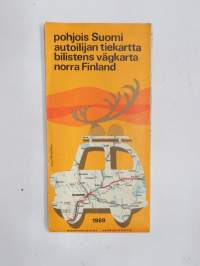 pohjois Suomi
autoilijan tiekartta
bilistens vägkarta
norra Finland
1969